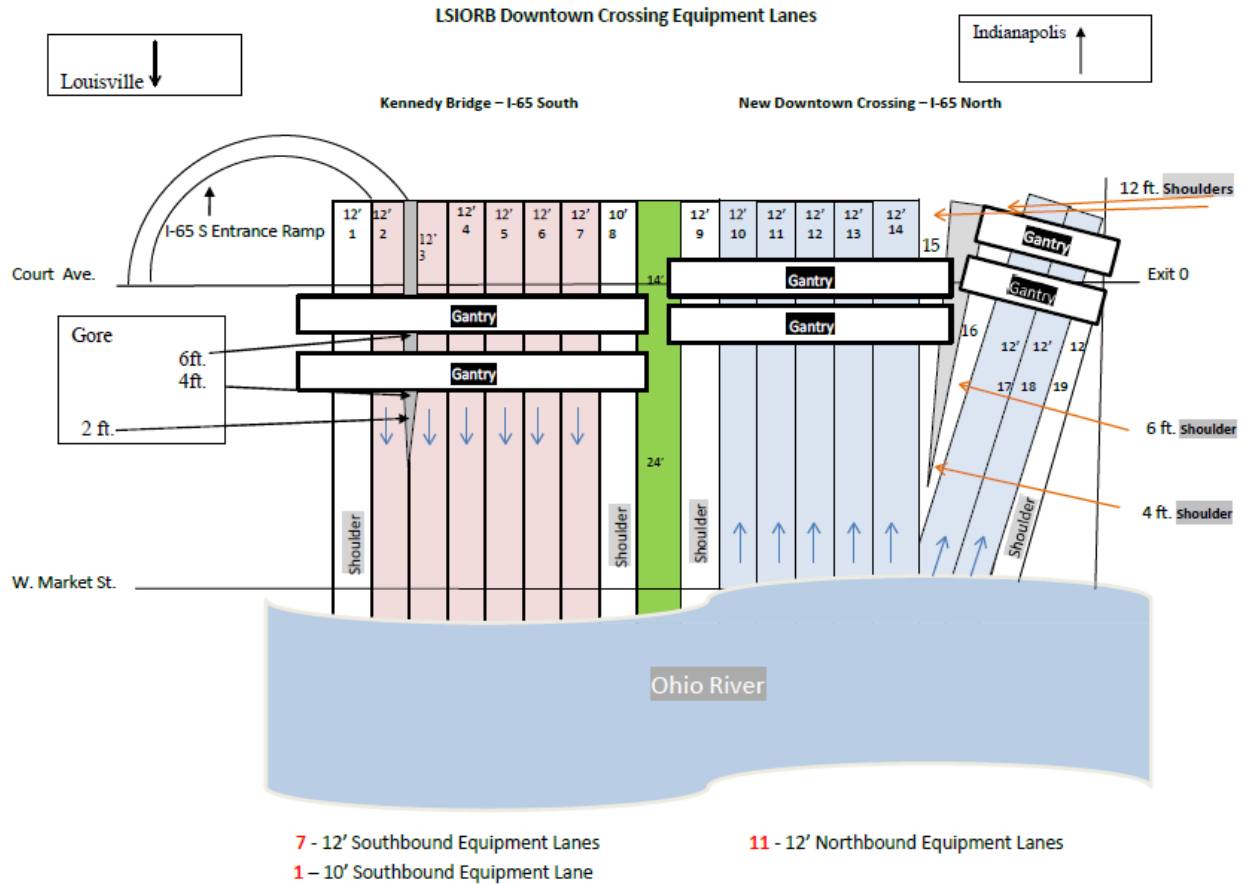 LSIORB Downtown Crossing Equipment Lanes
Louisville
Indianapolis
Kennedy Bridge – I-65 South
New Downtown Crossing – I-65 North
12 ft. Shoulders
12' 12' 12' 12' 12' 12' 12' 10' 12' 12' 12' 12' 12' 12'
1 2 3 4 5 6 7 8 9 10 11 12 13 14
15
I-65 S Entrance Ramp
Gantry
Court Ave.
14'
Gantry
Exit 0
Gantry
Gantry
Gantry
Gore
6ft.
4ft.
2 ft.
Gantry
Gantry
Gantry
16
12' 12' 12
17 18 19
6 ft. Shoulder
24'
4 ft. Shoulder
Shoulder
Shoulder
Shoulder
Shoulder
W. Market St.
Ohio River
7 - 12' Southbound Equipment Lanes
11 - 12' Northbound Equipment Lanes
1 – 10' Southbound Equipment Lane